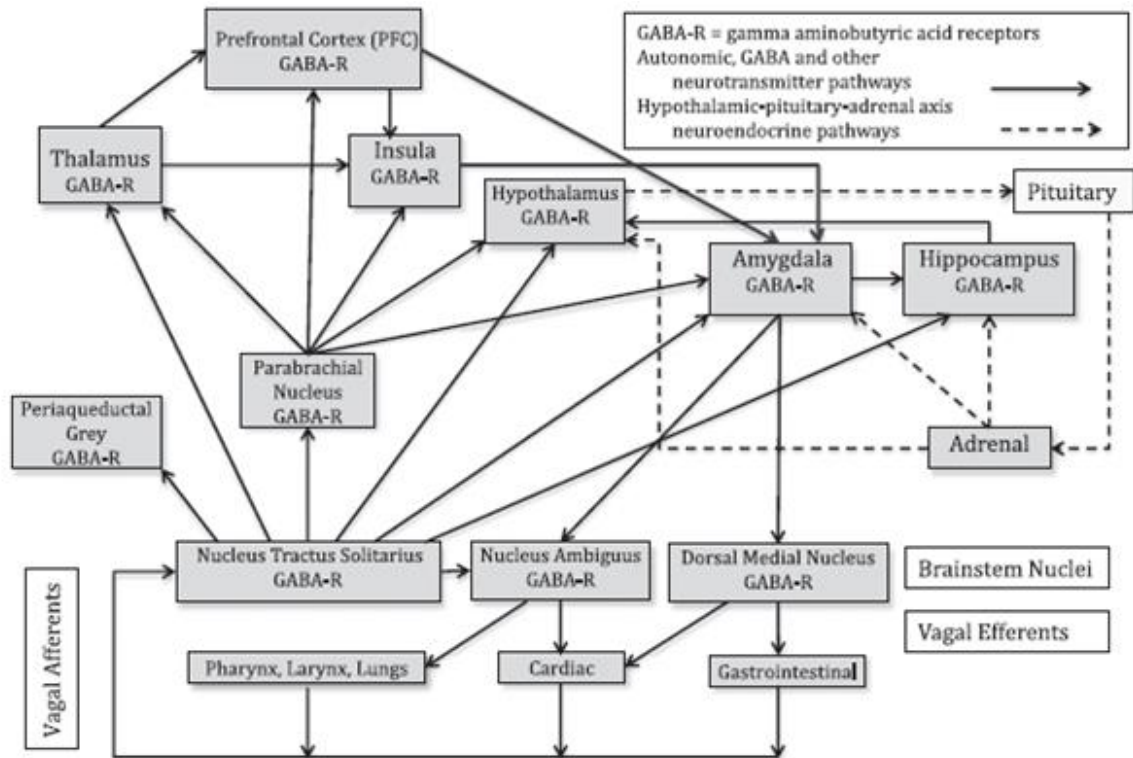 Prefrontal Cortex (PFC)
GABA-R
GABA-R = gamma aminobutyric acid receptors
Autonomic, GABA and other
neurotransmitter pathways
Hypothalamic-pituitary-adrenal axis
neuroendocrine pathways
Thalamus
GABA-R
Insula
GABA-R
Hypothalamus
GABA-R
Pituitary
Amygdala
GABA-R
Hippocampus
GABA-R
Parabrachial
Nucleus
GABA-R
Periaqueductal
Grey
GABA-R
Adrenal
Nucleus Tractus Solitarius
GABA-R
Nucleus Ambiguus
GABA-R
Dorsal Medial Nucleus
GABA-R
Brainstem Nuclei
Vagal Efferents
Vagal Afferents
Pharynx, Larynx, Lungs
Cardiac
Gastrointestinal